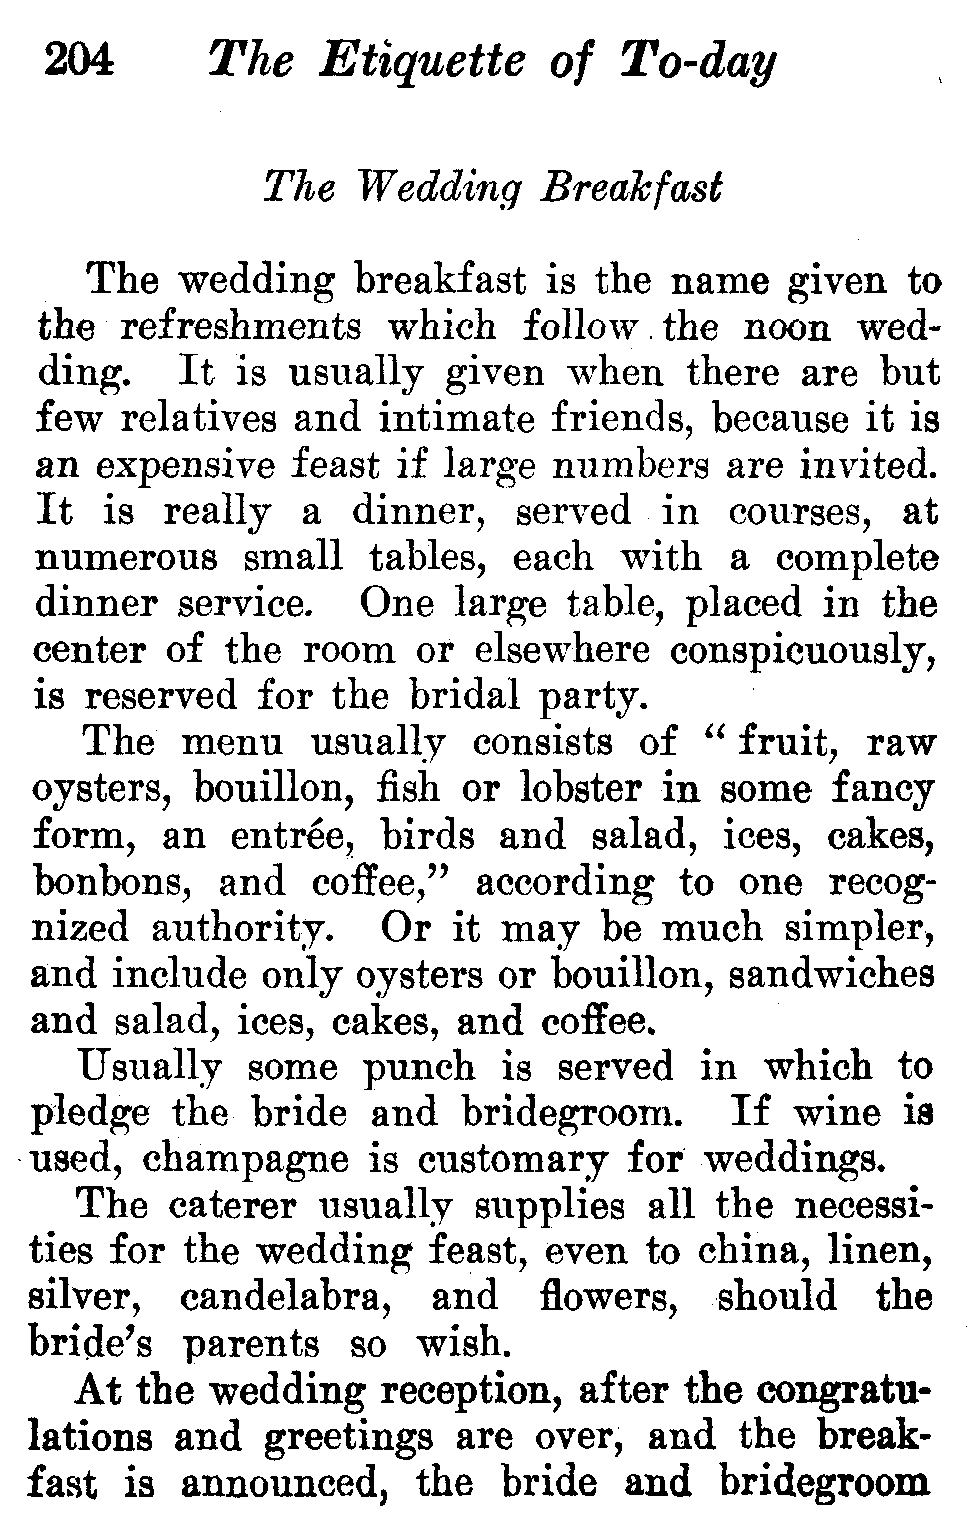 204 The Etiquette of To-day
The Wedding Breakfast
The wedding breakfast is the name given to
the refreshments which follow the noon wed-
ding. It is usually given when there are but
few relatives and intimate friends, because it is
an expensive feast if large numbers are invited.
It is really a dinner, served in courses, at
numerous small tables, each with a complete
dinner service. One large table, placed in the
center of the room or elsewhere conspicuously,
is reserved for the bridal party.
The menu usually consists of “ fruit, raw
oysters, bouillon, fish or lobster in some fancy
form, an entrée, birds and salad, ices, cakes,
bonbons, and coffee,” according to one recog-
nized authority. Or it may be much simpler,
and include only oysters or bouillon, sandwiches
and salad, ices, cakes, and coffee.
Usually some punch is served in which to
pledge the bride and bridegroom. If wine is
used, champagne is customary for weddings.
The caterer usually supplies all the necessi-
ties for the wedding feast, even to china, linen,
silver, candelabra, and flowers, should the
bride’s parents so wish.
At the wedding reception, after the congratu-
lations and greetings are over, and the break-
fast is announced, the bride and bridegroom